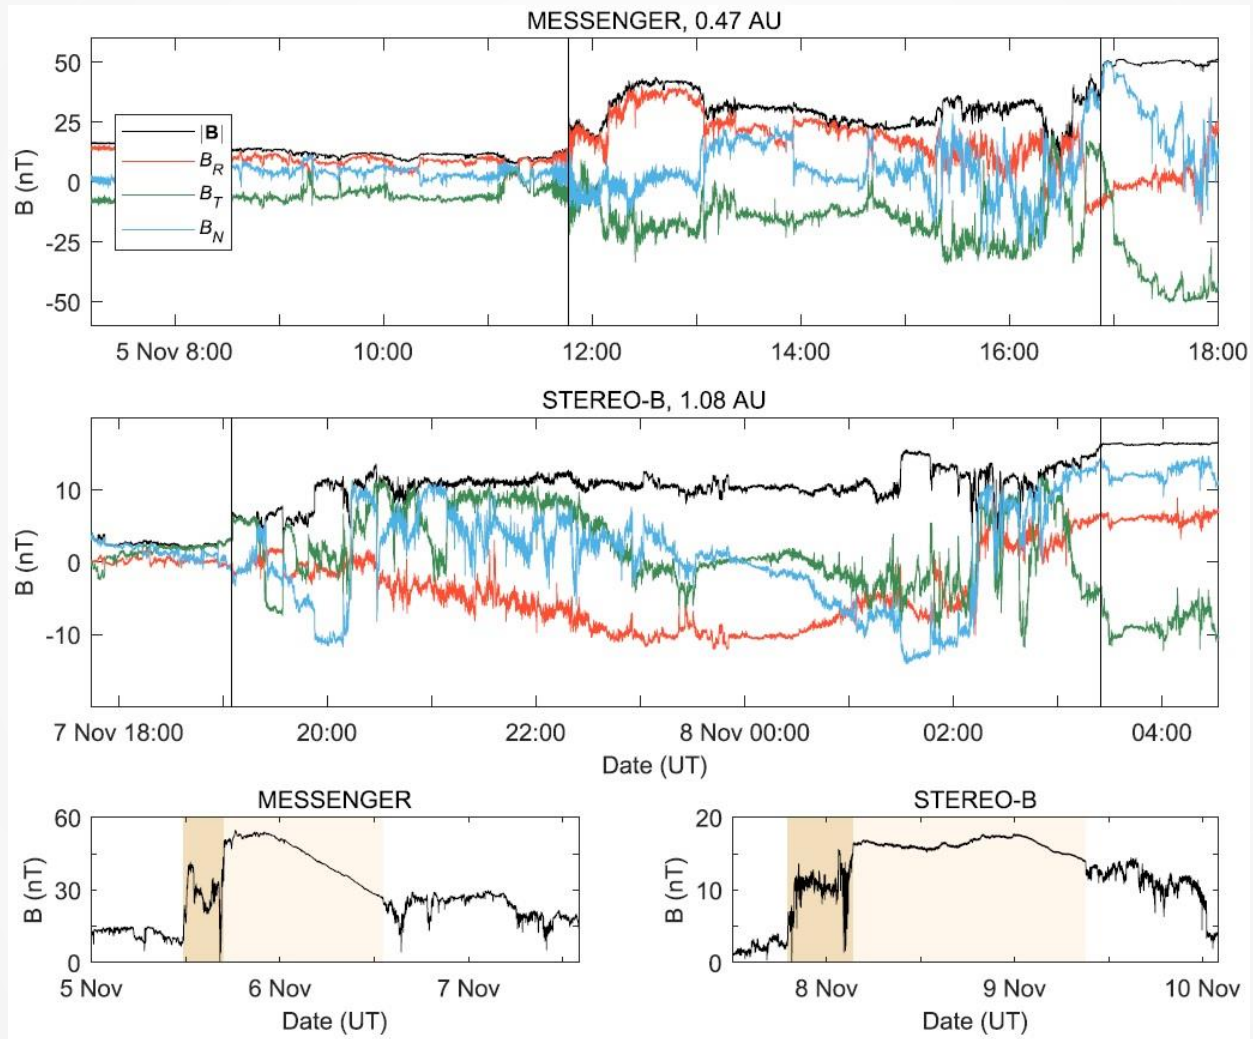 MESSENGER, 0.47 AU
50
25
0
-25
-50
B (nT)
|B|
B_R
B_T
B_N
5 Nov 8:00 10:00 12:00 14:00 16:00 18:00
STEREO-B, 1.08 AU
10
0
-10
B (nT)
7 Nov 18:00 20:00 22:00 8 Nov 00:00 02:00 04:00
Date (UT)
MESSENGER
60
30
0
B (nT)
5 Nov 6 Nov 7 Nov
Date (UT)
STEREO-B
20
10
0
B (nT)
8 Nov 9 Nov 10 Nov
Date (UT)